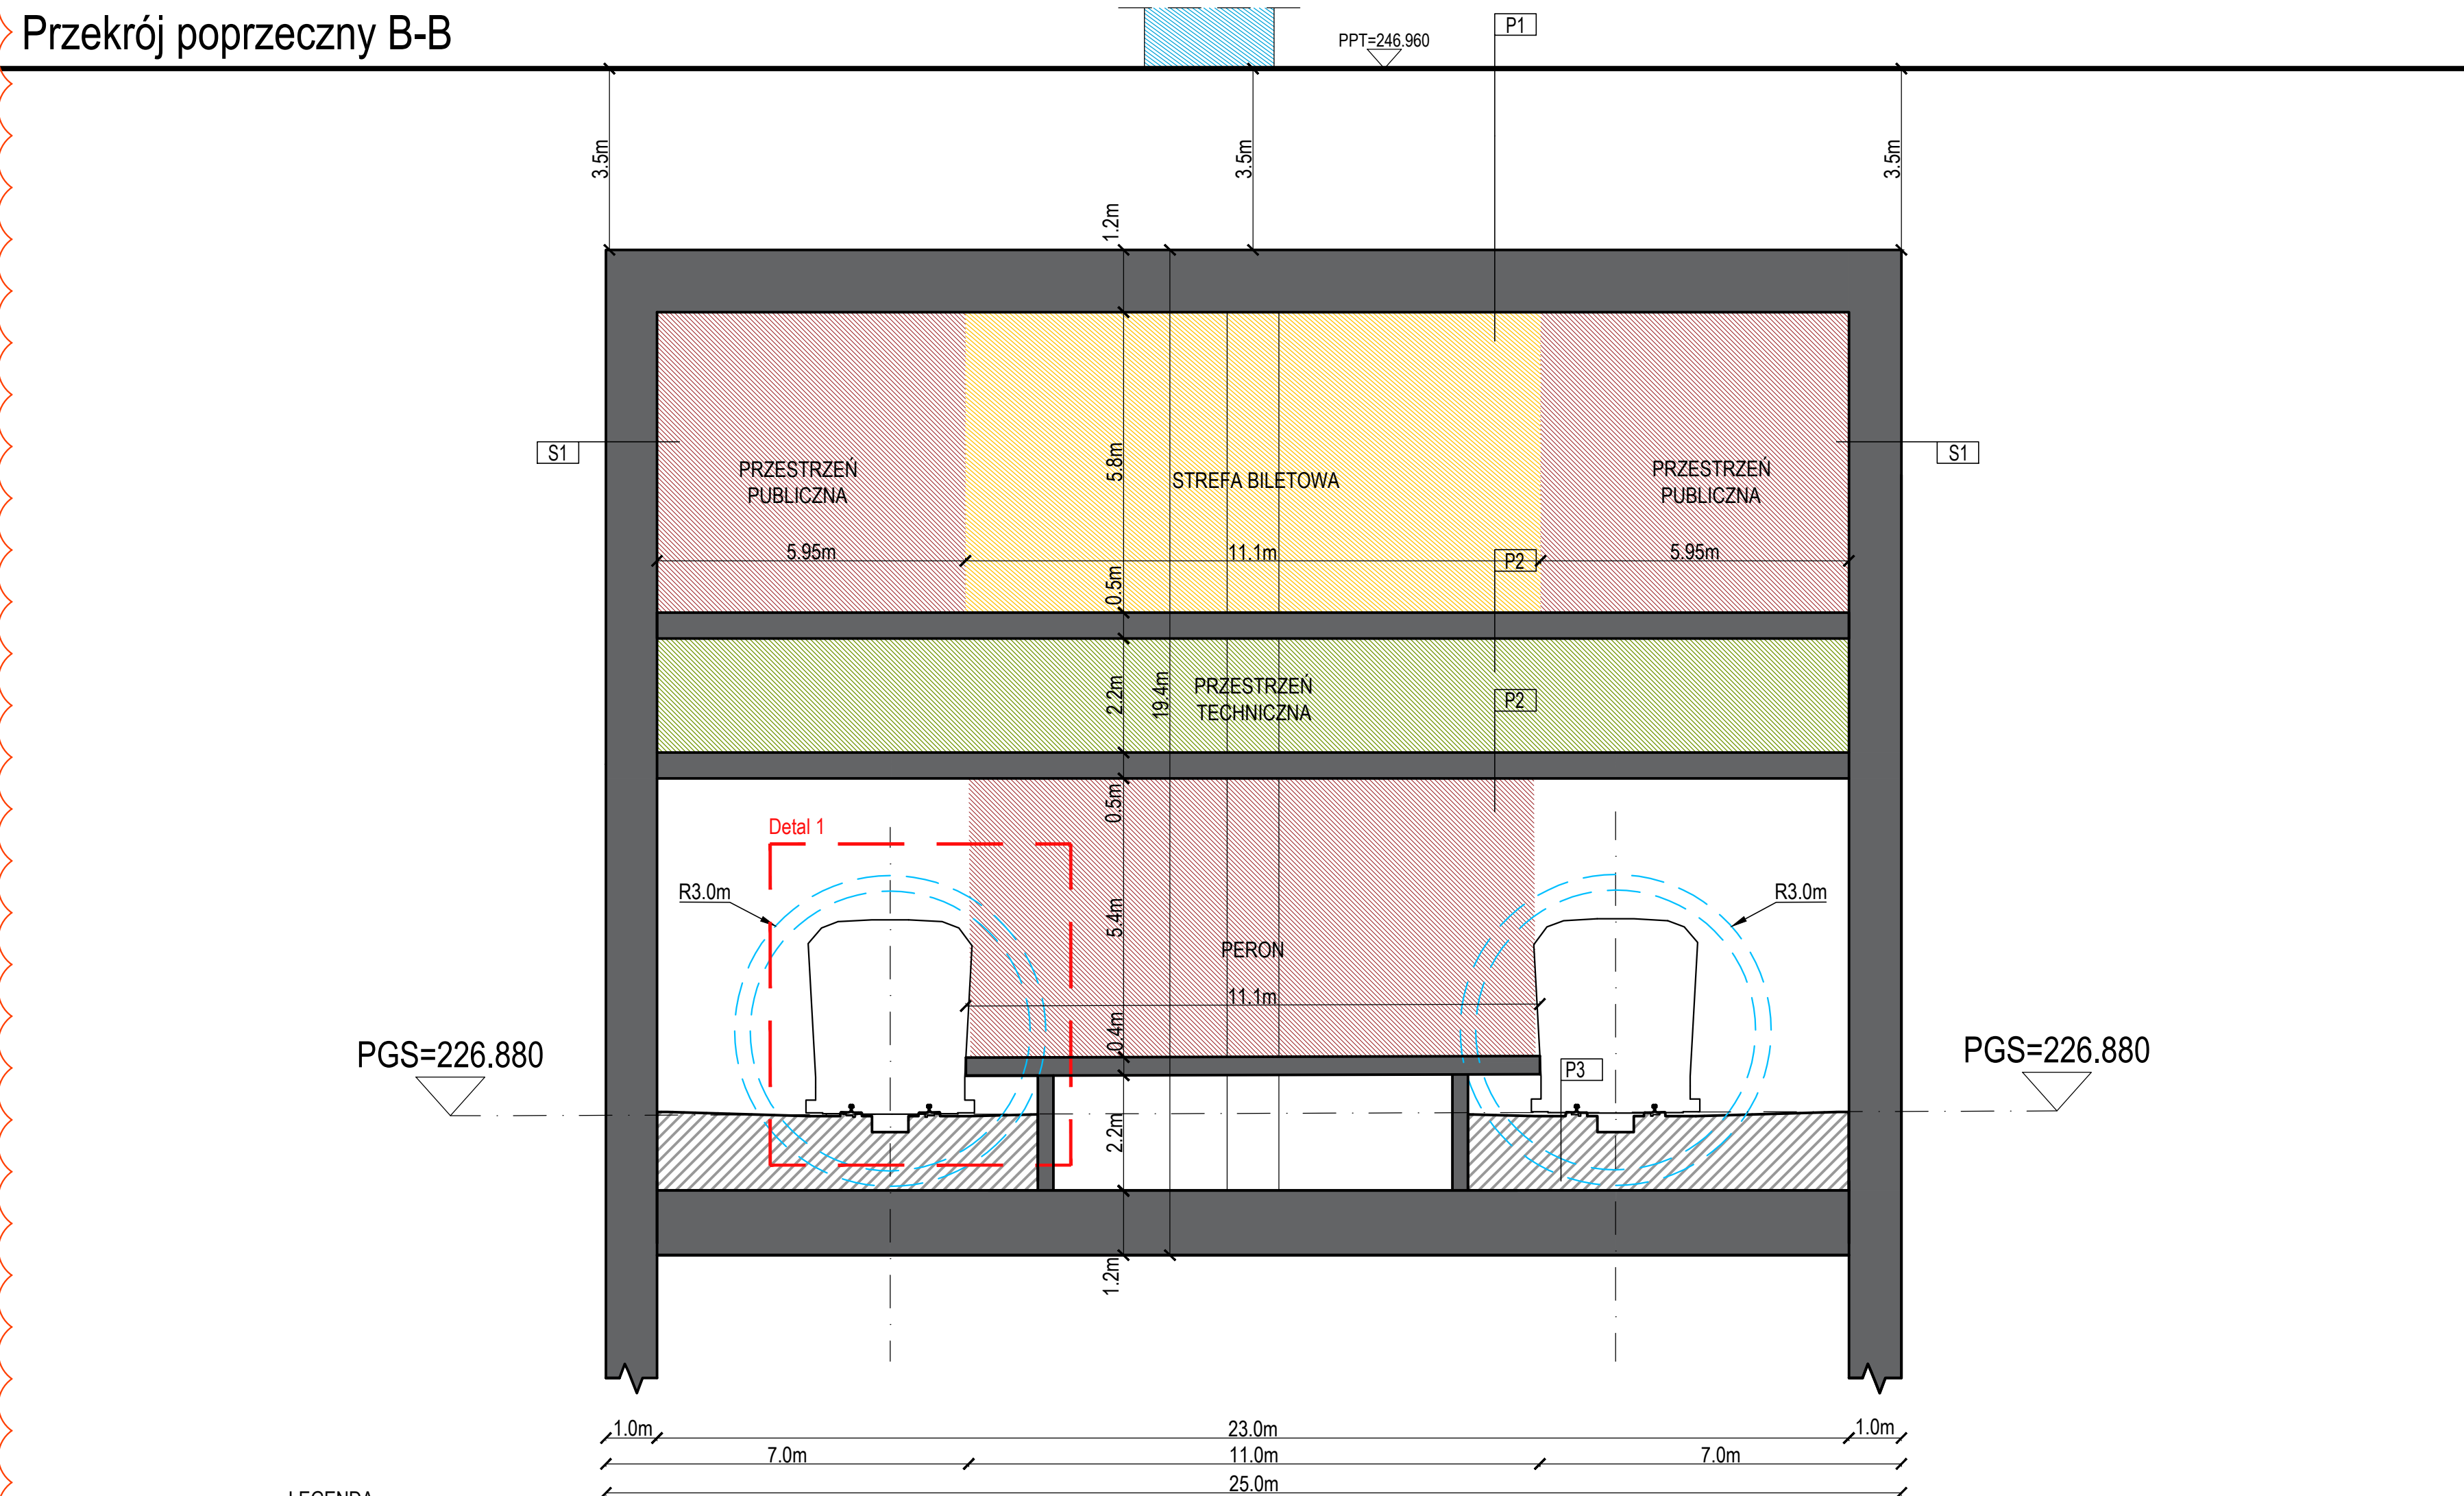 Przekrój poprzeczny B-B
P1
PPT=246.960
3.5m
3.5m
3.5m
1.2m
S1
S1
PRZESTRZEŃ
PUBLICZNA
5.8m
STREFA BILETOWA
PRZESTRZEŃ
PUBLICZNA
5.95m
11.1m
P2
5.95m
0.5m
2.2m
19.4m
PRZESTRZEŃ
TECHNICZNA
P2
0.5m
Detal 1
R3.0m
R3.0m
5.4m
PERON
11.1m
0.4m
PGS=226.880
PGS=226.880
P3
2.2m
1.2m
1.0m
23.0m
1.0m
7.0m
11.0m
7.0m
25.0m
LEGENDA